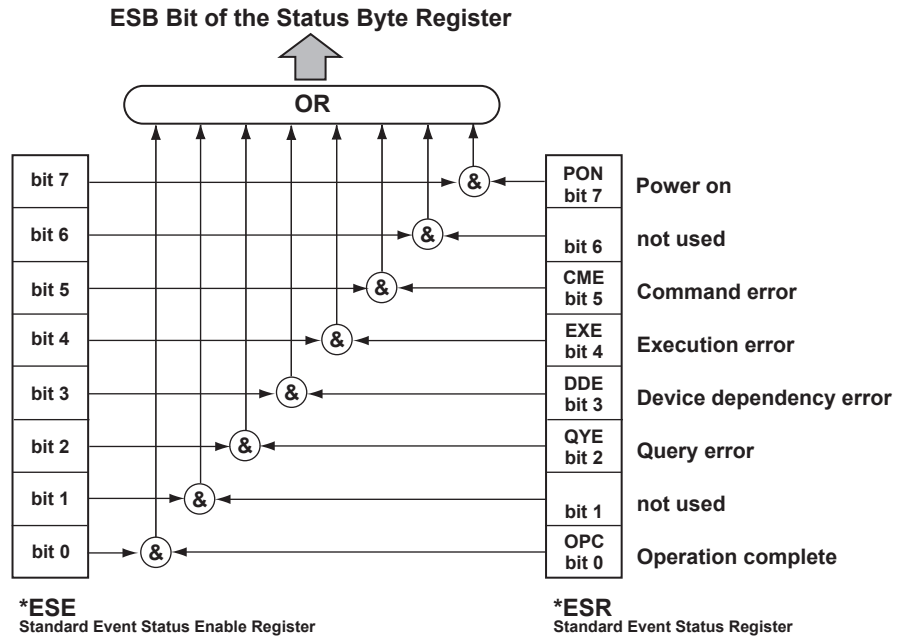 ESB Bit of the Status Byte Register
OR
bit 7
&
PON
bit 7
Power on
bit 6
&
bit 6
not used
bit 5
&
CME
bit 5
Command error
bit 4
&
EXE
bit 4
Execution error
bit 3
&
DDE
bit 3
Device dependency error
bit 2
&
QYE
bit 2
Query error
bit 1
&
bit 1
not used
bit 0
&
OPC
bit 0
Operation complete
*ESE
Standard Event Status Enable Register
*ESR
Standard Event Status Register